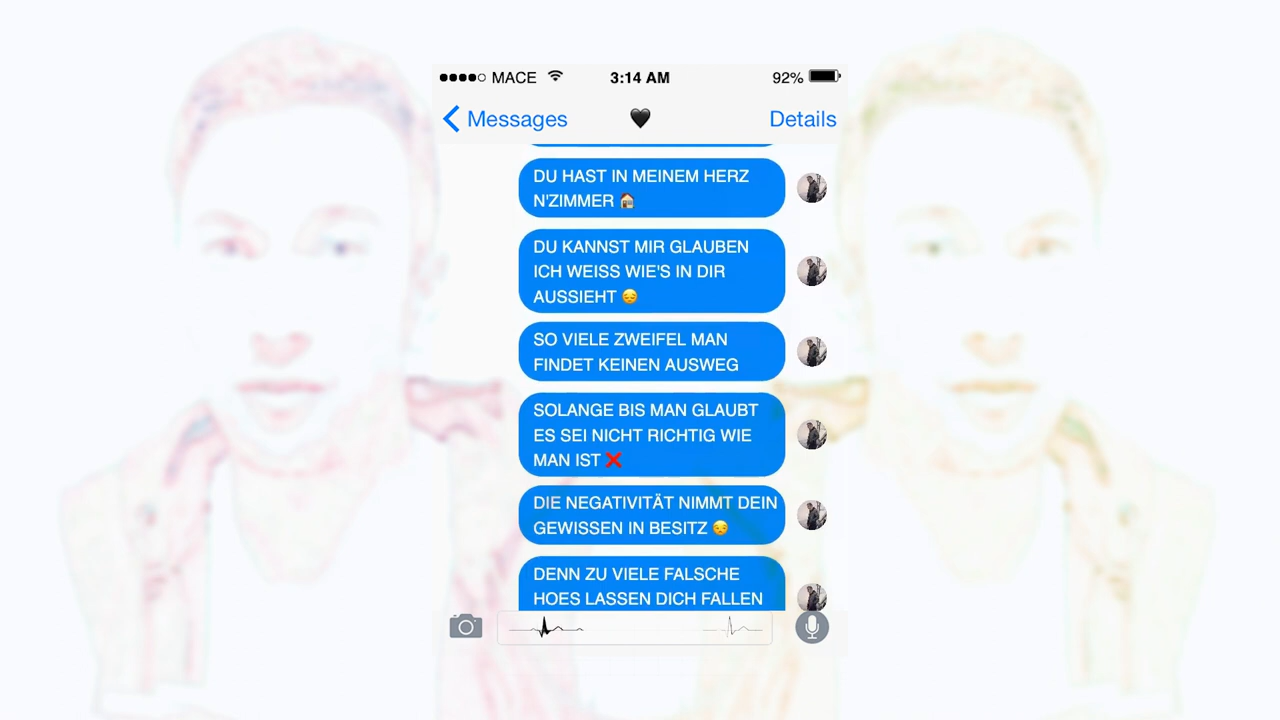 MACE 3:14 AM 92%
Messages 🖤 Details
DU HAST IN MEINEM HERZ
N'ZIMMER 🏠
DU KANNST MIR GLAUBEN
ICH WEISS WIE'S IN DIR
AUSSIEHT 😔
SO VIELE ZWEIFEL MAN
FINDET KEINEN AUSWEG
SOLANGE BIS MAN GLAUBT
ES SEI NICHT RICHTIG WIE
MAN IST ❌
DIE NEGATIVITÄT NIMMT DEIN
GEWISSEN IN BESITZ 😒
DENN ZU VIELE FALSCHE
HOES LASSEN DICH FALLEN